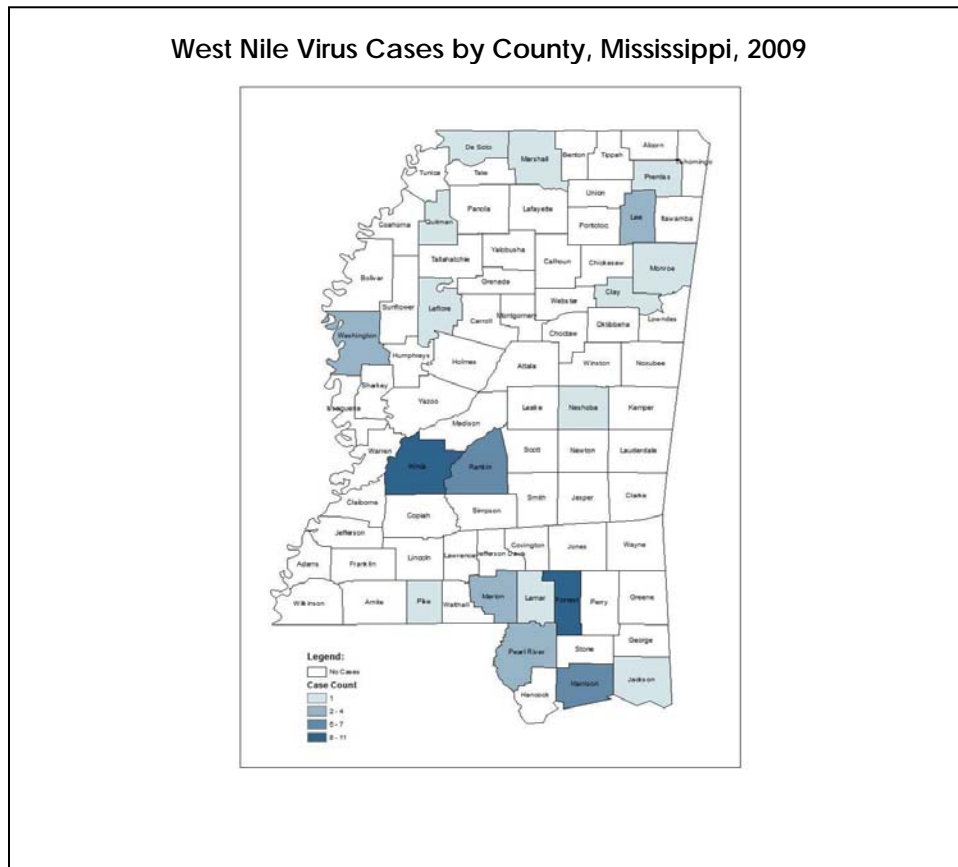 West Nile Virus Cases by County, Mississippi, 2009
De Soto
Marshall
Benton
Tippah
Alcorn
Tishomingo
Tunica
Tate
Prentiss
Union
Panola
Lafayette
Quitman
Lee
Itawamba
Coahoma
Pontotoc
Yalobusha
Tallahatchie
Calhoun
Chickasaw
Monroe
Bolivar
Grenada
Clay
Sunflower
Leflore
Webster
Montgomery
Carroll
Oktibbeha
Lowndes
Washington
Choctaw
Humphreys
Holmes
Attala
Winston
Noxubee
Sharkey
Issaquena
Yazoo
Leake
Neshoba
Kemper
Madison
Warren
Hinds
Rankin
Scott
Newton
Lauderdale
Claiborne
Smith
Jasper
Clarke
Copiah
Simpson
Jefferson
Covington
Jones
Wayne
Lincoln
Lawrence
Jefferson Davis
Adams
Franklin
Wilkinson
Amite
Pike
Walthall
Marion
Lamar
Forrest
Perry
Greene
George
Pearl River
Stone
Hancock
Harrison
Jackson
Legend:
No Cases
Case Count
1
2 - 4
5 - 7
8 - 11